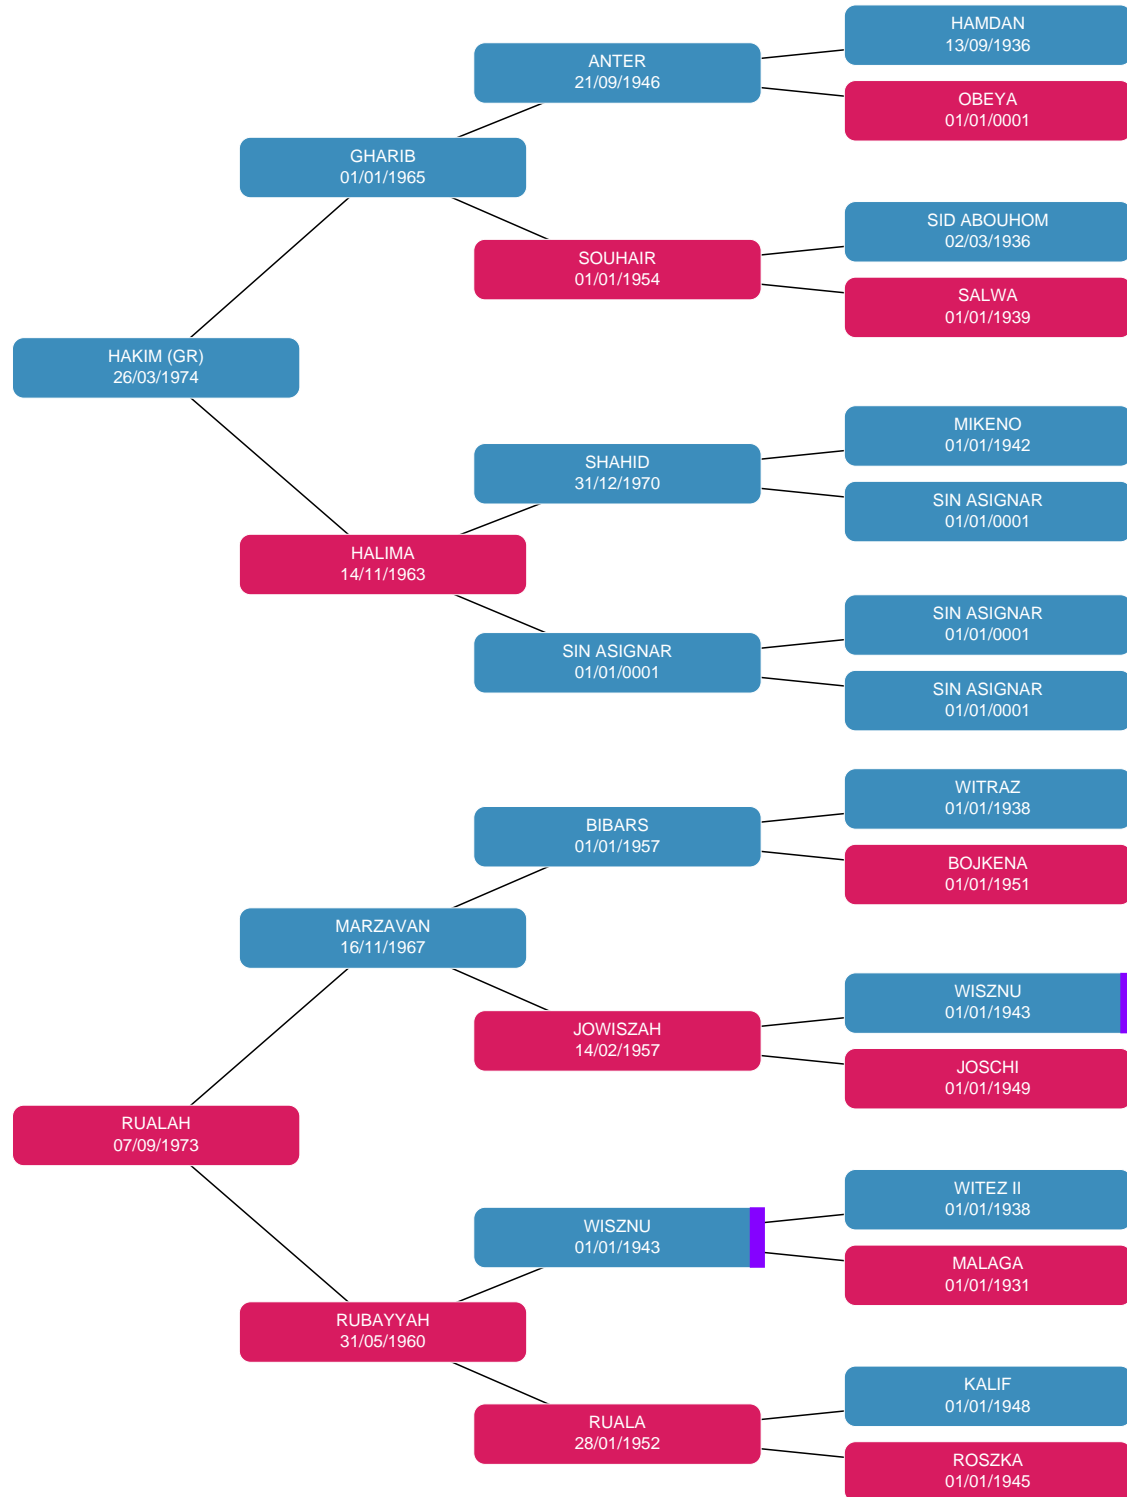 HAMDAN
13/09/1936
ANTER
21/09/1946
OBEYA
01/01/0001
GHARIB
01/01/1965
SID ABOUHOM
02/03/1936
SOUHAIR
01/01/1954
SALWA
01/01/1939
HAKIM (GR)
26/03/1974
MIKENO
01/01/1942
SHAHID
31/12/1970
SIN ASIGNAR
01/01/0001
HALIMA
14/11/1963
SIN ASIGNAR
01/01/0001
SIN ASIGNAR
01/01/0001
SIN ASIGNAR
01/01/0001
WITRAZ
01/01/1938
BIBARS
01/01/1957
BOJKENA
01/01/1951
MARZAVAN
16/11/1967
WISZNU
01/01/1943
JOWISZAH
14/02/1957
JOSCHI
01/01/1949
RUALAH
07/09/1973
WITEZ II
01/01/1938
WISZNU
01/01/1943
MALAGA
01/01/1931
RUBAYYAH
31/05/1960
KALIF
01/01/1948
RUALA
28/01/1952
ROSZKA
01/01/1945